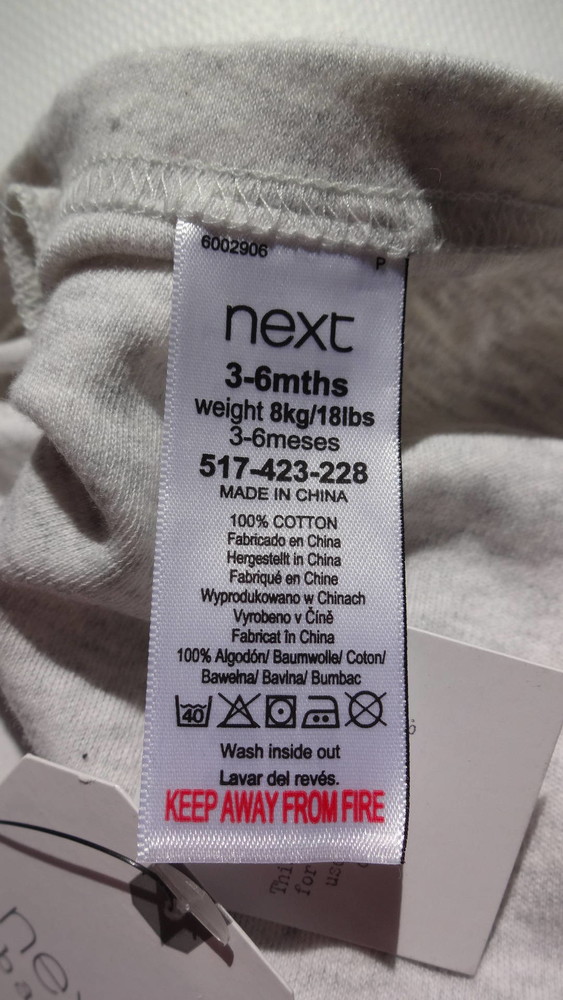 6002906
P
next
3-6mths
weight 8kg/18lbs
3-6meses
517-423-228
MADE IN CHINA
100% COTTON
Fabricado en China
Hergestellt in China
Fabriqué en Chine
Wyprodukowano w Chinach
Vyrobeno v Číně
Fabricat în China
100% Algodón/ Baumwolle/ Coton/
Bawełna/ Bavlna/ Bumbac
40
Wash inside out
Lavar del revés.
KEEP AWAY FROM FIRE